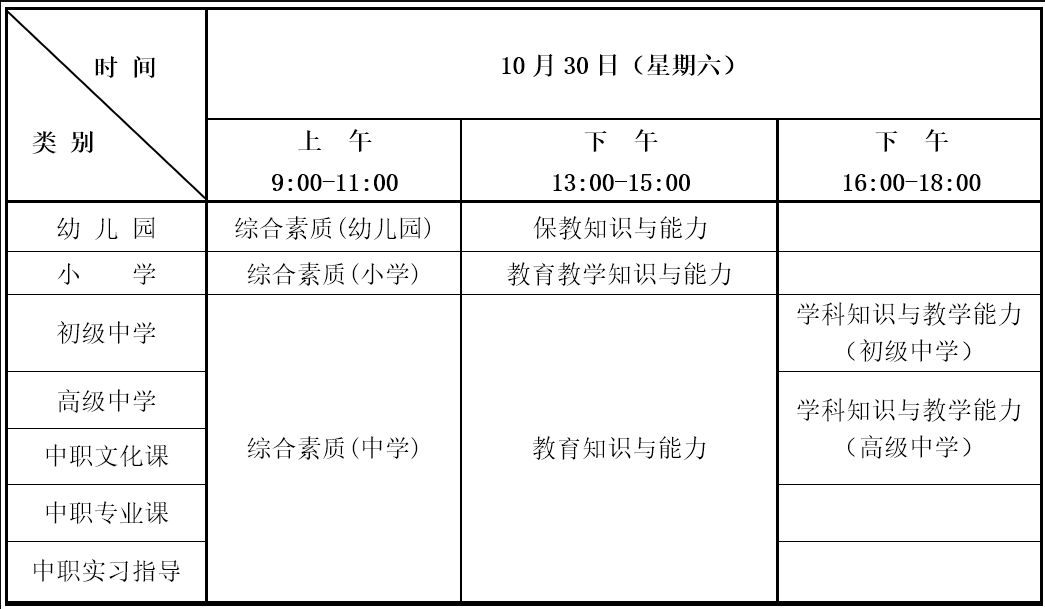 时 间
类 别
10月30日（星期六）
上 午
9:00-11:00
下 午
13:00-15:00
下 午
16:00-18:00
幼 儿 园
综合素质(幼儿园)
保教知识与能力
小 学
综合素质(小学)
教育教学知识与能力
初级中学
学科知识与教学能力
（初级中学）
高级中学
学科知识与教学能力
（高级中学）
综合素质(中学)
教育知识与能力
中职文化课
中职专业课
中职实习指导